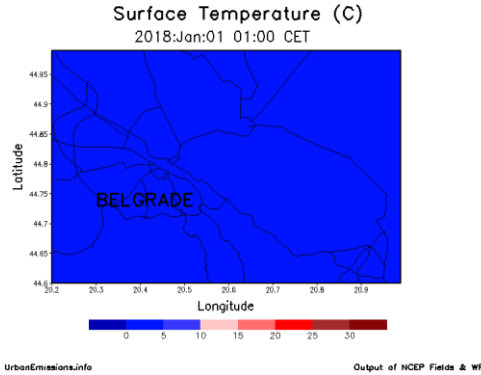 Surface Temperature (C)
2018:Jan:01 01:00 CET
Latitude
44.95
44.9
44.85
44.8
44.75
44.7
44.65
44.6
BELGRADE
20.2 20.3 20.4 20.5 20.6 20.7 20.8 20.9
Longitude
0 5 10 15 20 25 30
UrbanEmissions.info
Output of NCEP Fields & WR